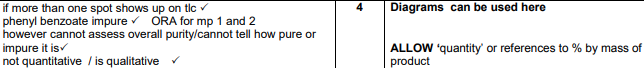 if more than one spot shows up on tlc ✓
phenyl benzoate impure ✓ ORA for mp 1 and 2
however cannot assess overall purity/cannot tell how pure or
impure it is✓
not quantitative / is qualitative ✓
4
Diagrams can be used here
ALLOW ‘quantity’ or references to % by mass of
product